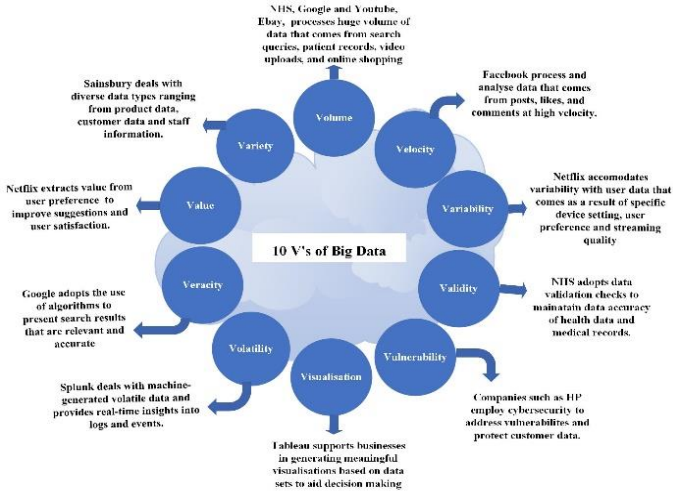 NHS, Google and Youtube,
Ebay, processes huge volume of
data that comes from search
queries, patient records, video
uploads, and online shopping
Volume
Facebook process and
analyse data that comes
from posts, likes, and
comments at high velocity.
Velocity
Netflix accomodates
variability with user data that
comes as a result of specific
device setting, user
preference and streaming
quality
Variability
NHS adopts data
validation checks to
maintatain data accuracy
of health data and
medical records.
Validity
Companies such as HP
employ cybersecurity to
address vulnerabilites and
protect customer data.
Vulnerability
Tableau supports businesses
in generating meaningful
visualisations based on data
sets to aid decision making
Visualisation
Splunk deals with machine-
generated volatile data and
provides real-time insights into
logs and events.
Volatility
Google adopts the use
of algorithms to
present search results
that are relevant and
accurate
Veracity
Netflix extracts value from
user preference to
improve suggestions and
user satisfaction.
Value
Sainsbury deals with
diverse data types ranging
from product data,
customer data and staff
information.
Variety
10 V's of Big Data